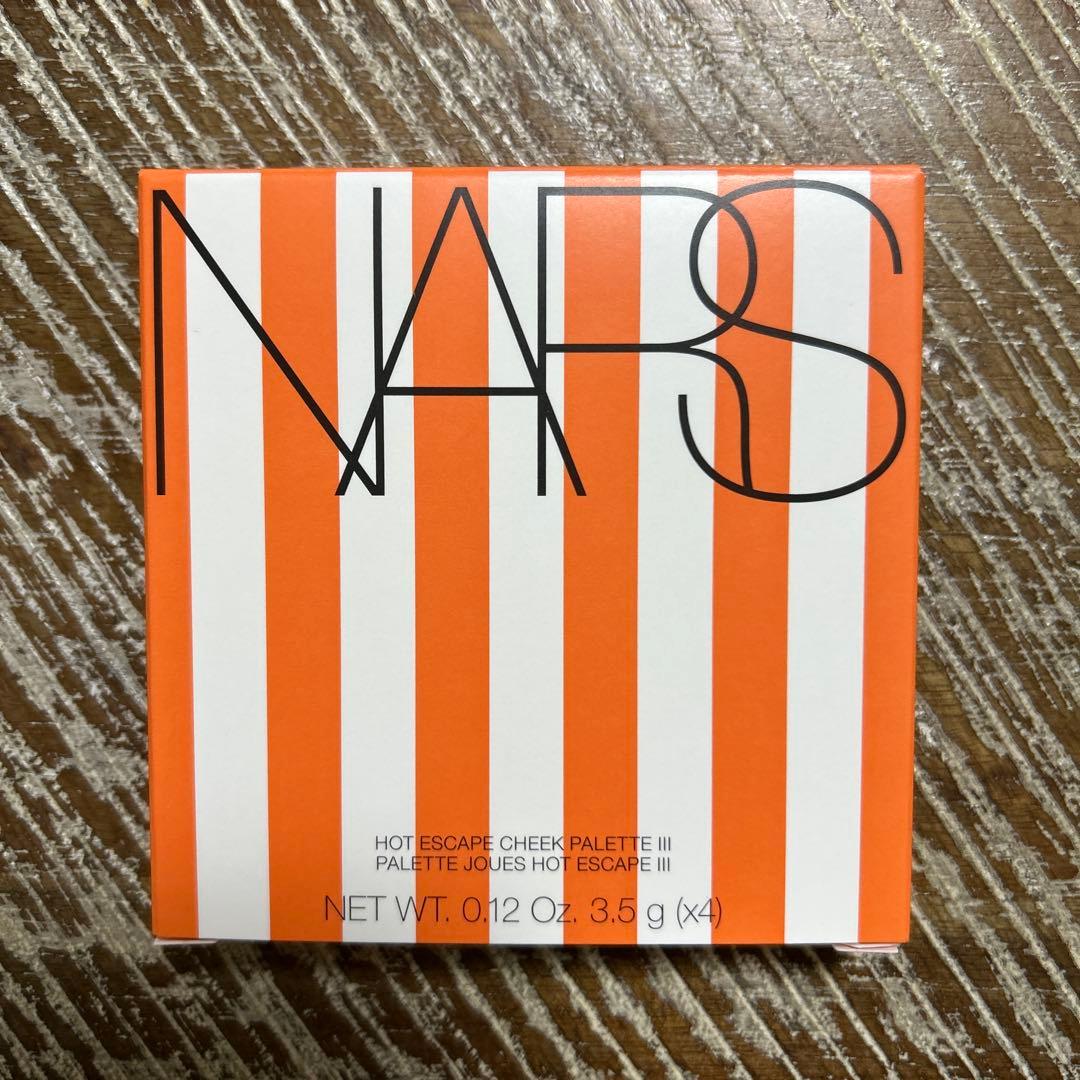 NARS
HOT ESCAPE CHEEK PALETTE III
PALETTE JOUES HOT ESCAPE III
NET WT. 0.12 Oz. 3.5 g (x4)